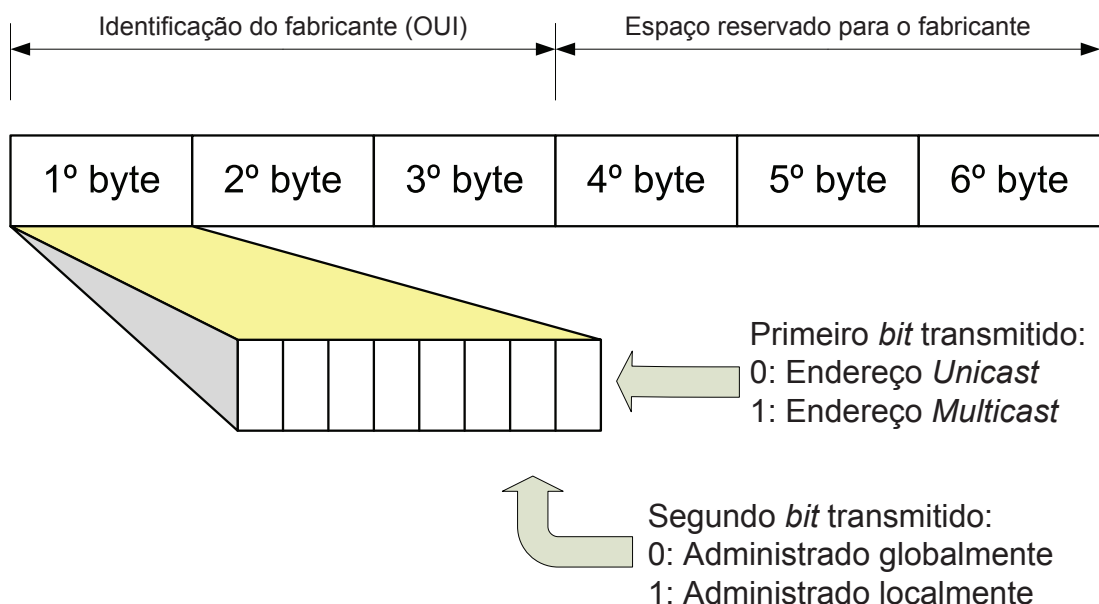 Identificação do fabricante (OUI)
Espaço reservado para o fabricante
1º byte
2º byte
3º byte
4º byte
5º byte
6º byte
Primeiro bit transmitido:
0: Endereço Unicast
1: Endereço Multicast
Segundo bit transmitido:
0: Administrado globalmente
1: Administrado localmente